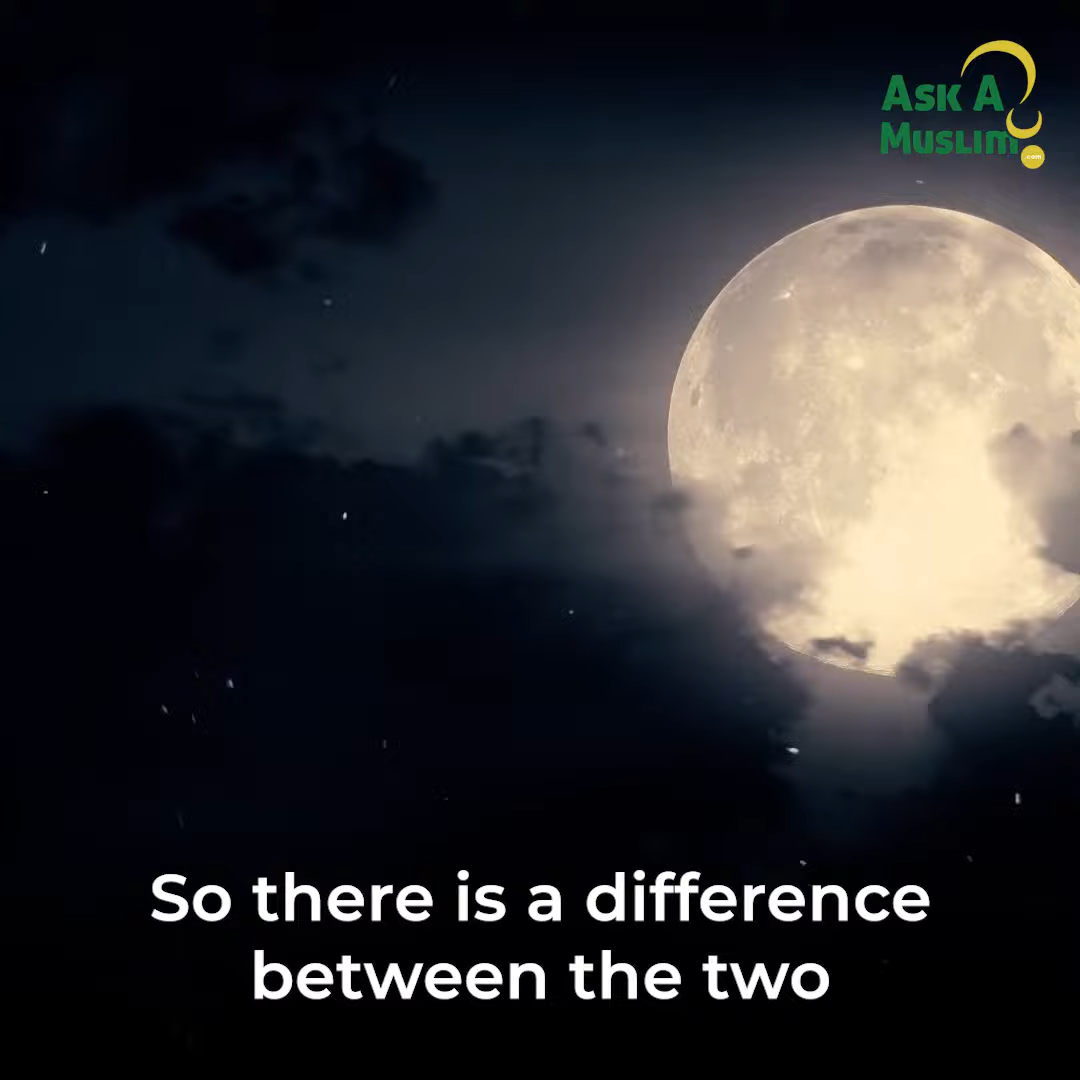 Ask A
Muslim
.com
So there is a difference
between the two